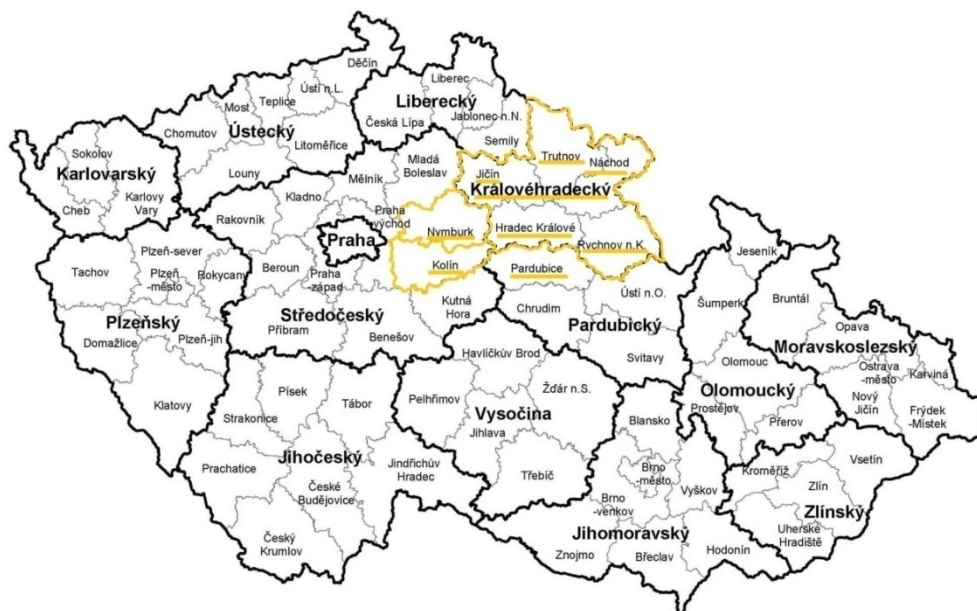 Děčín
Liberec
Ústí n.L.
Teplice
Most
Liberecký
Chomutov
Ústecký
Česká Lípa
Jablonec n.N.
Litoměřice
Semily
Trutnov
Sokolov
Náchod
Karlovarský
Louny
Mladá
Boleslav
Jičín
Mělník
Královéhradecký
Kladno
Cheb
Karlovy
Vary
Rakovník
Praha
východ
Nymburk
Hradec Králové
Praha
Rychnov n.K.
Plzeň-sever
Jeseník
Tachov
Plzeň
-město
Rokycany
Beroun
Praha
-západ
Kolín
Pardubice
Ústí n.O.
Šumperk
Bruntál
Kutná
Hora
Chrudim
Středočeský
Plzeňský
Příbram
Pardubický
Opava
Domažlice
Plzeň-jih
Benešov
Moravskoslezský
Havlíčkův Brod
Svitavy
Olomouc
Ostrava
-město
Karviná
Písek
Žďár n.S.
Olomoucký
Klatovy
Tábor
Pelhřimov
Nový
Jičín
Frýdek
-Místek
Strakonice
Vysočina
Prostějov
Blansko
Přerov
Jihlava
Vsetín
Prachatice
Jihočeský
Jindřichův
Hradec
Třebíč
Brno
-město
Kroměříž
České
Budějovice
Vyškov
Zlín
Brno
-venkov
Zlínský
Uherské
Hradiště
Jihomoravský
Český
Krumlov
Znojmo
Břeclav
Hodonín